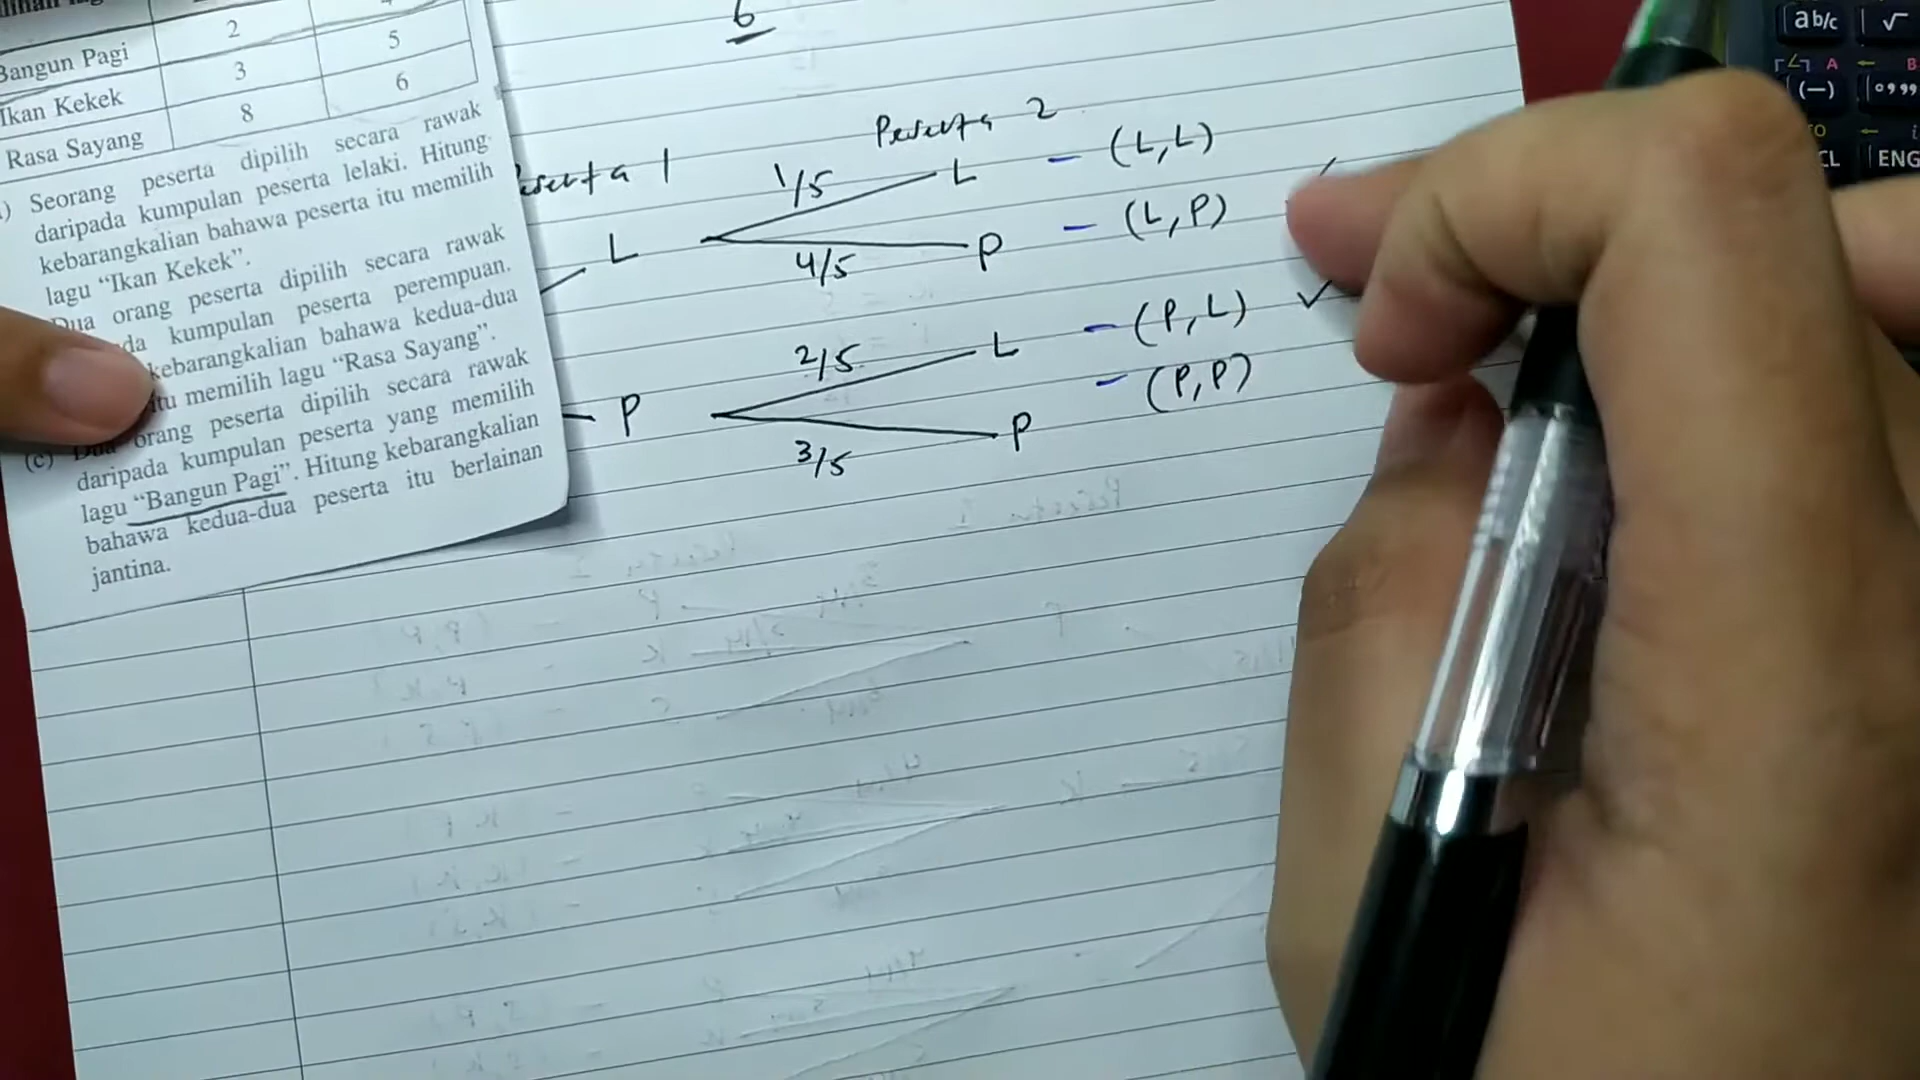 6
2
Bangun Pagi 3 5
Ikan Kekek 8 6
Rasa Sayang
Seorang peserta dipilih secara rawak
daripada kumpulan peserta lelaki. Hitung
kebarangkalian bahawa peserta itu memilih
lagu “Ikan Kekek”.
orang peserta dipilih secara rawak
kumpulan peserta perempuan.
kebarangkalian bahawa kedua-dua
itu memilih lagu “Rasa Sayang”.
(c) orang peserta dipilih secara rawak
daripada kumpulan peserta yang memilih
lagu “Bangun Pagi”. Hitung kebarangkalian
bahawa kedua-dua peserta itu berlainan
jantina.
1
Peserta 2
L
1/5 L – (L,L)
4/5 P – (L,P)
P
2/5 L – (P,L) ✓
3/5 P – (P,P)
ab/c √
A B
(–) °’”
ENG